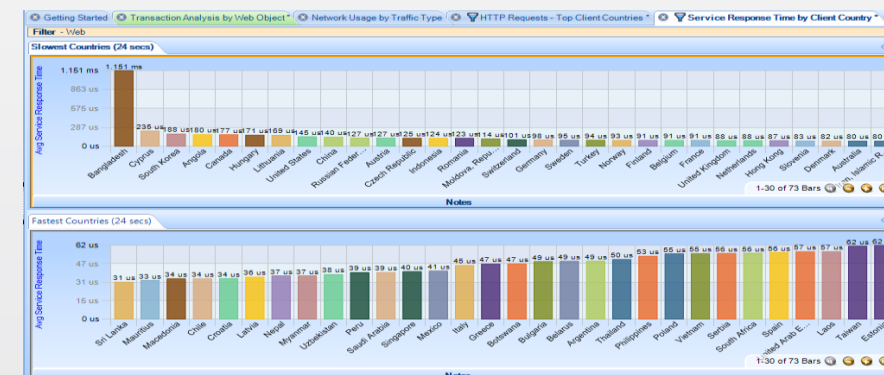 Getting Started Transaction Analysis by Web Object* Network Usage by Traffic Type HTTP Requests - Top Client Countries * Service Response Time by Client Country *
Filter - Web
Slowest Countries (24 secs)
Avg Service Response Time
1.151 ms
863 us
575 us
287 us
0 us
1.151 ms 235 us 188 us 180 us 177 us 171 us 169 us 145 us 140 us 127 us 127 us 125 us 124 us 123 us 114 us 101 us 98 us 95 us 94 us 93 us 91 us 91 us 91 us 88 us 88 us 87 us 83 us 82 us 80 us 80
Bangladesh Cyprus South Korea Angola Canada Hungary Lithuania United States China Russian Feder... Austria Czech Republic Indonesia Romania Moldova, Repu... Switzerland Germany Sweden Turkey Norway Finland Belgium France United Kingdom Netherlands Hong Kong Slovenia Denmark Australia Islamic R...
1-30 of 73 Bars
Notes
Fastest Countries (24 secs)
Avg Service Response Time
62 us
47 us
31 us
15 us
0 us
31 us 33 us 34 us 34 us 34 us 36 us 37 us 37 us 38 us 39 us 39 us 40 us 41 us 45 us 47 us 47 us 49 us 49 us 49 us 50 us 53 us 55 us 55 us 56 us 56 us 56 us 57 us 57 us 62 us 62
Sri Lanka Mauritius Macedonia Chile Croatia Latvia Nepal Myanmar Uzbekistan Peru Saudi Arabia Singapore Mexico Italy Greece Botswana Bulgaria Belarus Argentina Thailand Philippines Poland Vietnam Serbia South Africa Spain United Arab E... Laos Taiwan Estonia
1-30 of 73 Bars
Notes